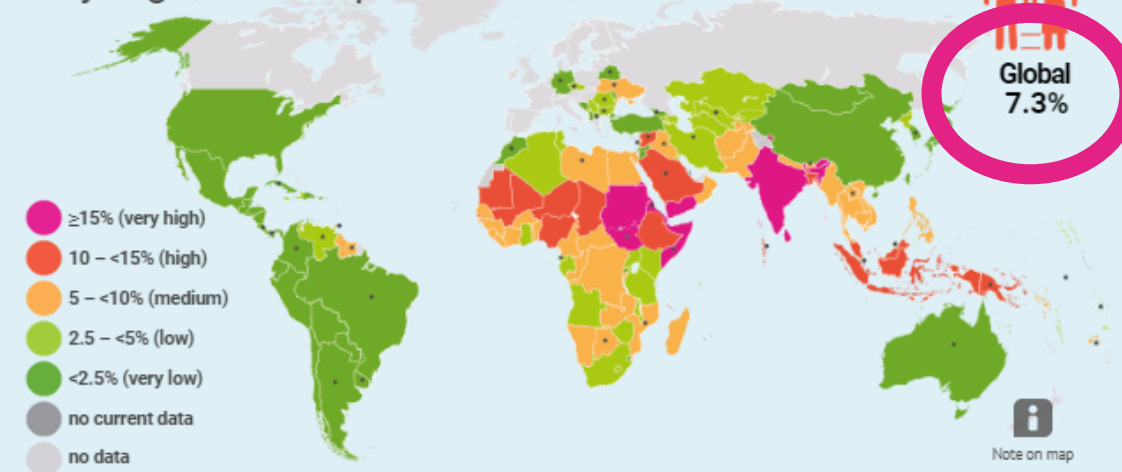 Global
7.3%
≥15% (very high)
10 – <15% (high)
5 – <10% (medium)
2.5 – <5% (low)
<2.5% (very low)
no current data
no data
Note on map